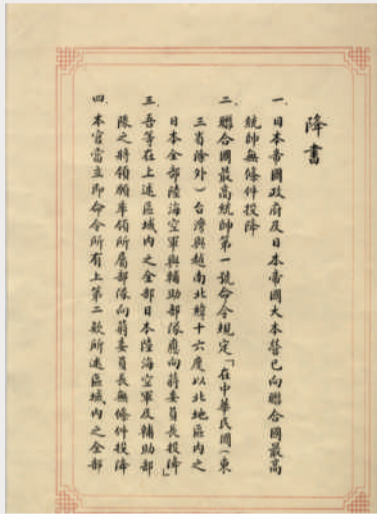 降書
一、日本帝國政府及日本帝國大本營已向聯合國最高
統帥無條件投降
二、聯合國最高統帥第一號命令規定「在中華民國(東
三省除外)台灣與越南北緯十六度以北地區內之
日本全部陸海空軍與輔助部隊應向蔣委員長投降」
三、吾等在上述區域內之全部日本陸海空軍及輔助部
隊之將領願率領所屬部隊向蔣委員長無條件投降
四、本官當立即命令所有上第二款所述區域內之全部